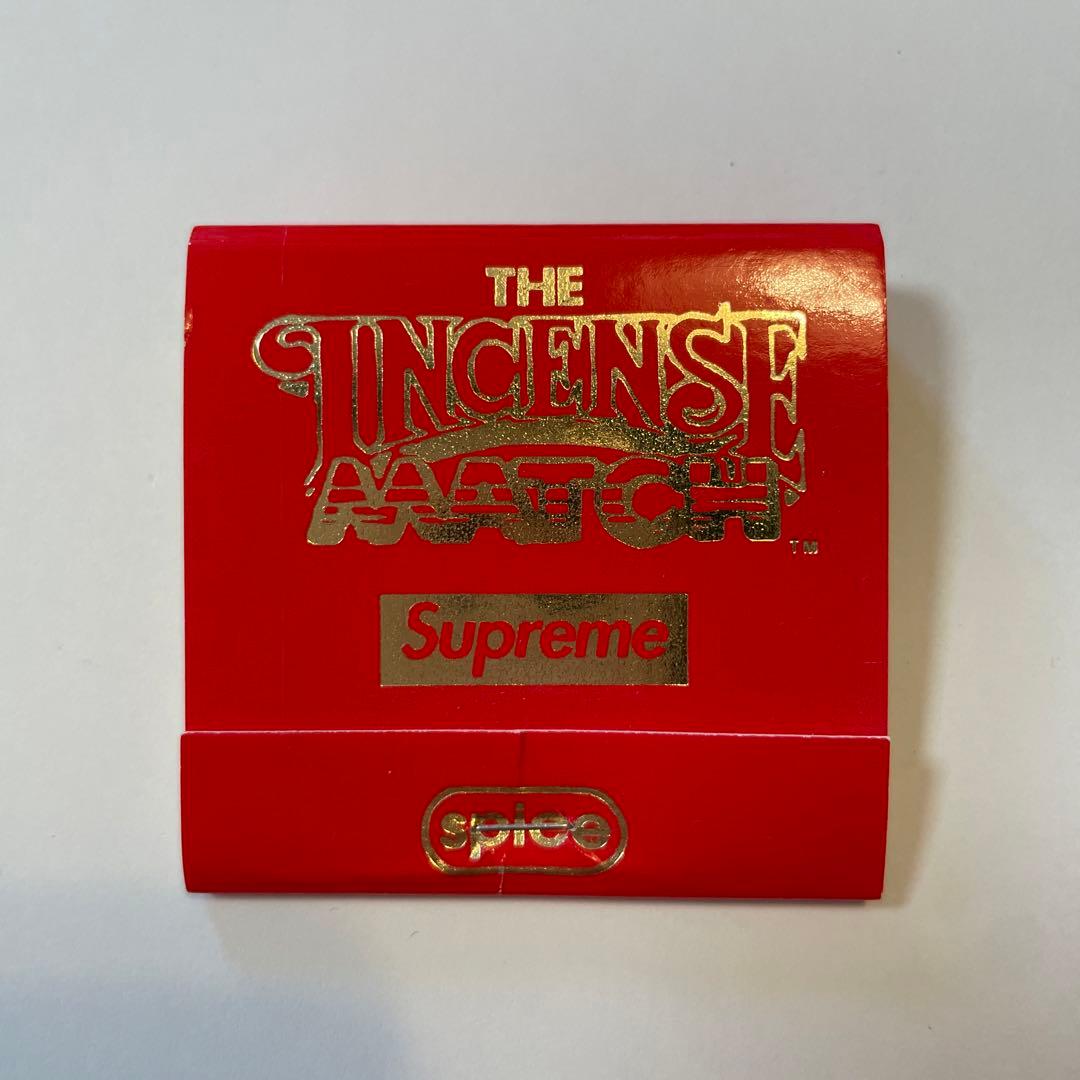 THE
INCENSE
MATCH
TM
Supreme
spice